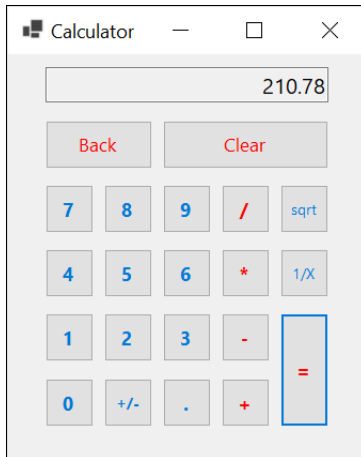 Calculator
210.78
Back Clear
7 8 9 / sqrt
4 5 6 * 1/X
1 2 3 -
=
0 +/- . +